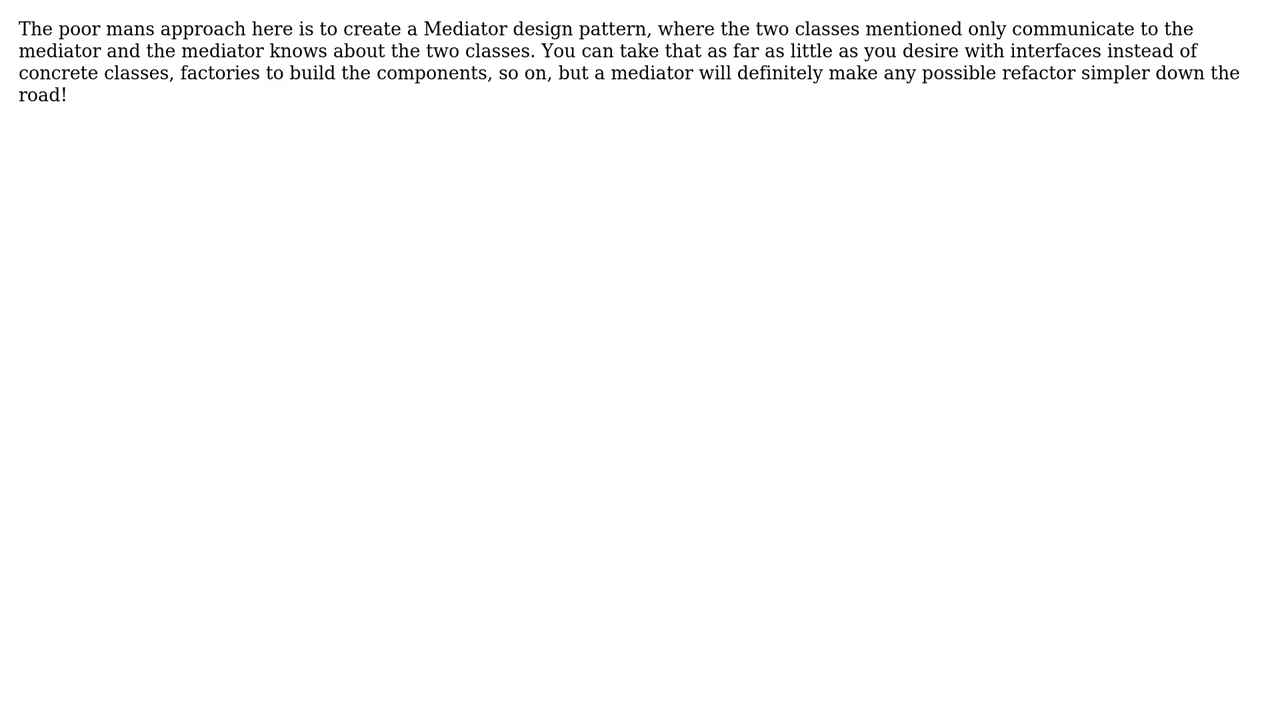 The poor mans approach here is to create a Mediator design pattern, where the two classes mentioned only communicate to the
mediator and the mediator knows about the two classes. You can take that as far as little as you desire with interfaces instead of
concrete classes, factories to build the components, so on, but a mediator will definitely make any possible refactor simpler down the
road!